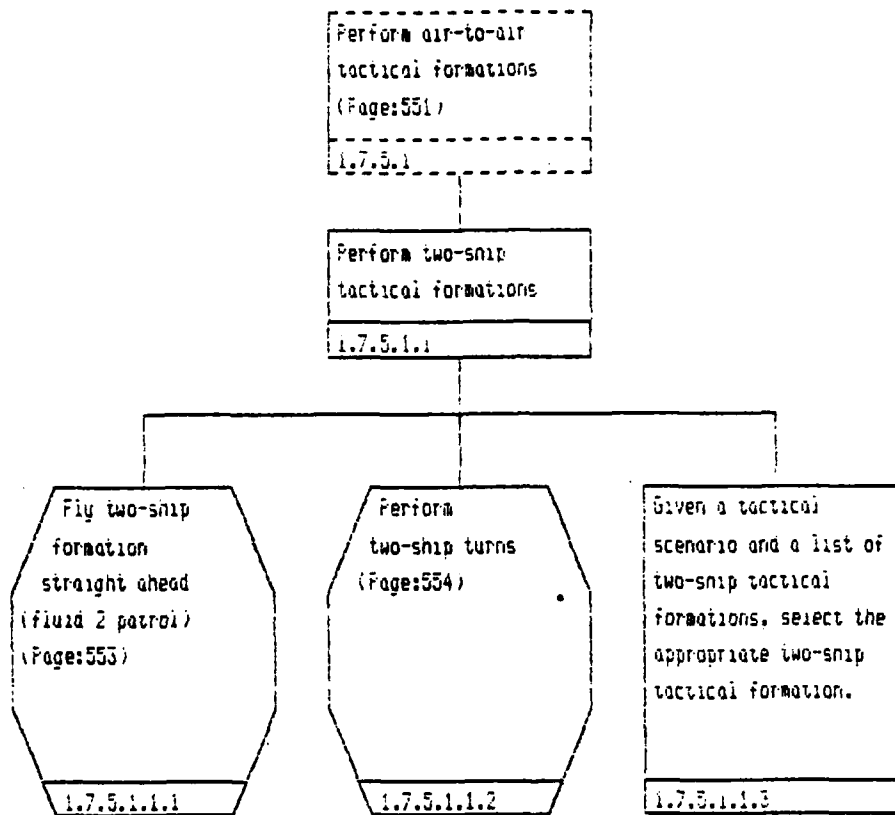 Perform air-to-air
tactical formations
(Page:551)
1.7.5.1
Perform two-ship
tactical formations
1.7.5.1.1
Fly two-ship
formation
straight ahead
(fluid 2 patrol)
(Page:553)
1.7.5.1.1.1
Perform
two-ship turns
(Page:554)
1.7.5.1.1.2
Given a tactical
scenario and a list of
two-ship tactical
formations, select the
appropriate two-ship
tactical formation.
1.7.5.1.1.3